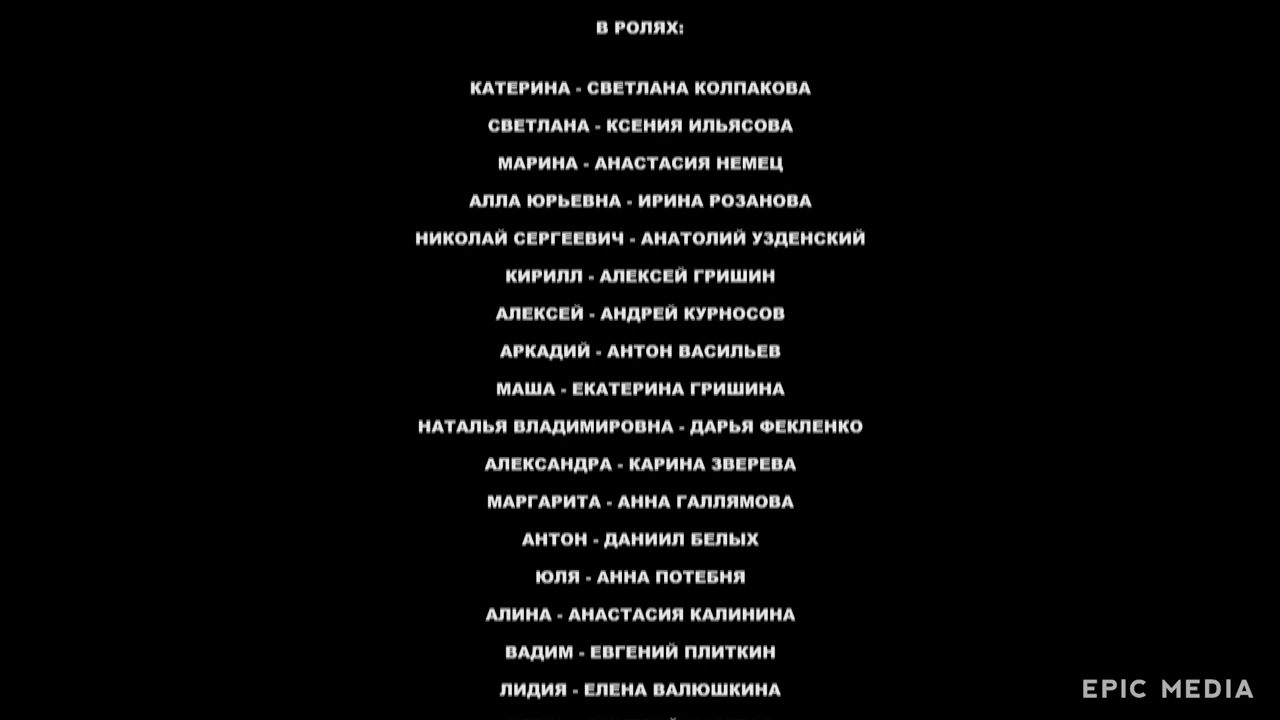 В РОЛЯХ:
КАТЕРИНА - СВЕТЛАНА КОЛПАКОВА
СВЕТЛАНА - КСЕНИЯ ИЛЬЯСОВА
МАРИНА - АНАСТАСИЯ НЕМЕЦ
АЛЛА ЮРЬЕВНА - ИРИНА РОЗАНОВА
НИКОЛАЙ СЕРГЕЕВИЧ - АНАТОЛИЙ УЗДЕНСКИЙ
КИРИЛЛ - АЛЕКСЕЙ ГРИШИН
АЛЕКСЕЙ - АНДРЕЙ КУРНОСОВ
АРКАДИЙ - АНТОН ВАСИЛЬЕВ
МАША - ЕКАТЕРИНА ГРИШИНА
НАТАЛЬЯ ВЛАДИМИРОВНА - ДАРЬЯ ФЕКЛЕНКО
АЛЕКСАНДРА - КАРИНА ЗВЕРЕВА
МАРГАРИТА - АННА ГАЛЛЯМОВА
АНТОН - ДАНИИЛ БЕЛЫХ
ЮЛЯ - АННА ПОТЕБНЯ
АЛИНА - АНАСТАСИЯ КАЛИНИНА
ВАДИМ - ЕВГЕНИЙ ПЛИТКИН
ЛИДИЯ - ЕЛЕНА ВАЛЮШКИНА
EPIC MEDIA